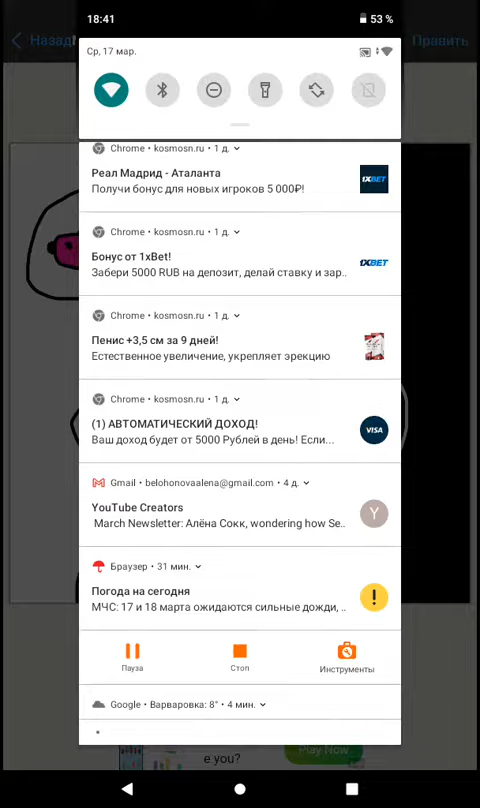 18:41
53 %
Назад
Править
Ср, 17 мар.
Chrome • kosmosn.ru • 1 д.
Реал Мадрид - Аталанта
Получи бонус для новых игроков 5 000₽!
1XBET
Chrome • kosmosn.ru • 1 д.
Бонус от 1xBet!
Забери 5000 RUB на депозит, делай ставку и зар..
1XBET
Chrome • kosmosn.ru • 1 д.
Пенис +3,5 см за 9 дней!
Естественное увеличение, укрепляет эрекцию
Chrome • kosmosn.ru • 1 д.
(1) АВТОМАТИЧЕСКИЙ ДОХОД!
Ваш доход будет от 5000 Рублей в день! Если...
VISA
Gmail • belohonovaalena@gmail.com • 4 д.
YouTube Creators
March Newsletter: Алёна Сокк, wondering how Se..
Y
Браузер • 31 мин.
Погода на сегодня
МЧС: 17 и 18 марта ожидаются сильные дожди, ..
!
Пауза
Стоп
Инструменты
Google • Варваровка: 8° • 4 мин.
e you?
Play Now